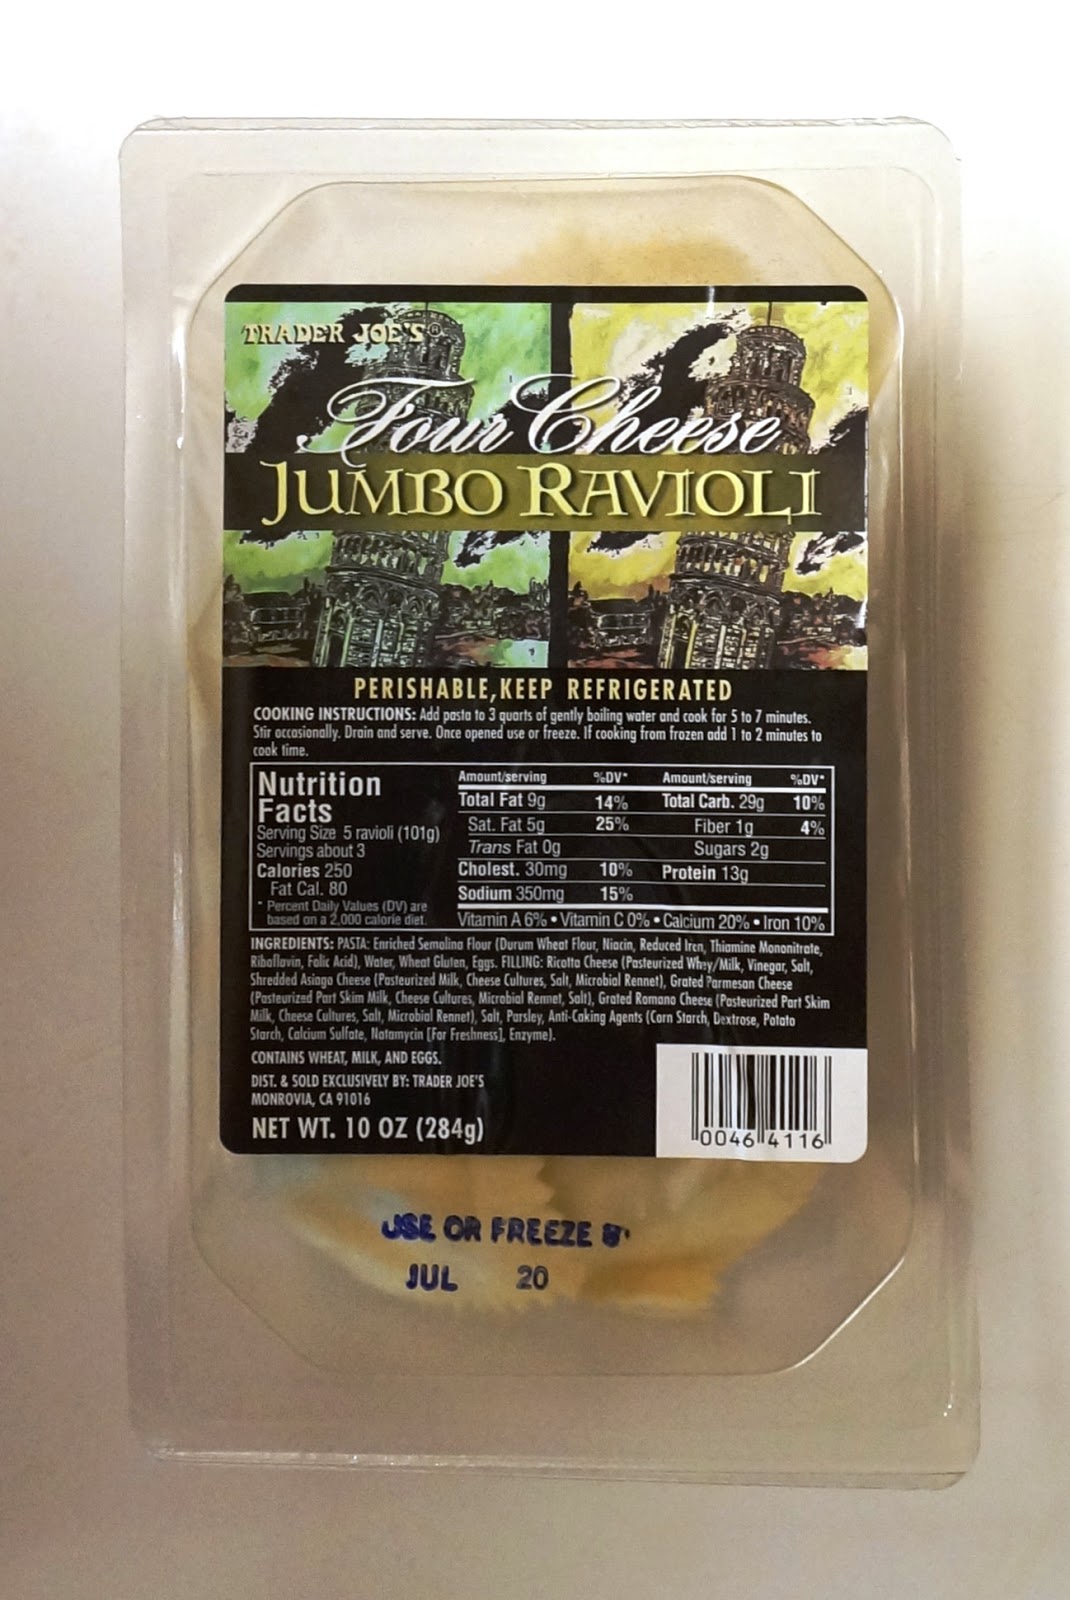 TRADER JOE'S®
Four Cheese
JUMBO RAVIOLI
PERISHABLE, KEEP REFRIGERATED
COOKING INSTRUCTIONS: Add pasta to 3 quarts of gently boiling water and cook for 5 to 7 minutes.
Stir occasionally. Drain and serve. Once opened use or freeze. If cooking from frozen add 1 to 2 minutes to
cook time.
Nutrition
Facts
Serving Size 5 ravioli (101g)
Servings about 3
Calories 250
Fat Cal. 80
* Percent Daily Values (DV) are
based on a 2,000 calorie diet.
Amount/serving %DV*
Total Fat 9g 14%
Sat. Fat 5g 25%
Trans Fat 0g
Cholest. 30mg 10%
Sodium 350mg 15%
Amount/serving %DV*
Total Carb. 29g 10%
Fiber 1g 4%
Sugars 2g
Protein 13g
Vitamin A 6% • Vitamin C 0% • Calcium 20% • Iron 10%
INGREDIENTS: PASTA: Enriched Semolina Flour (Durum Wheat Flour, Niacin, Reduced Iron, Thiamine Mononitrate,
Riboflavin, Folic Acid), Water, Wheat Gluten, Eggs. FILLING: Ricotta Cheese (Pasteurized Whey/Milk, Vinegar, Salt,
Shredded Asiago Cheese (Pasteurized Milk, Cheese Cultures, Salt, Microbial Rennet), Grated Parmesan Cheese
(Pasteurized Part Skim Milk, Cheese Cultures, Microbial Rennet, Salt), Grated Romano Cheese (Pasteurized Part Skim
Milk, Cheese Cultures, Salt, Microbial Rennet), Salt, Parsley, Anti-Caking Agents (Corn Starch, Dextrose, Potato
Starch, Calcium Sulfate, Natamycin [For Freshness], Enzyme).
CONTAINS WHEAT, MILK, AND EGGS.
DIST. & SOLD EXCLUSIVELY BY: TRADER JOE'S
MONROVIA, CA 91016
NET WT. 10 OZ (284g)
0046 4116
USE OR FREEZE
JUL 20